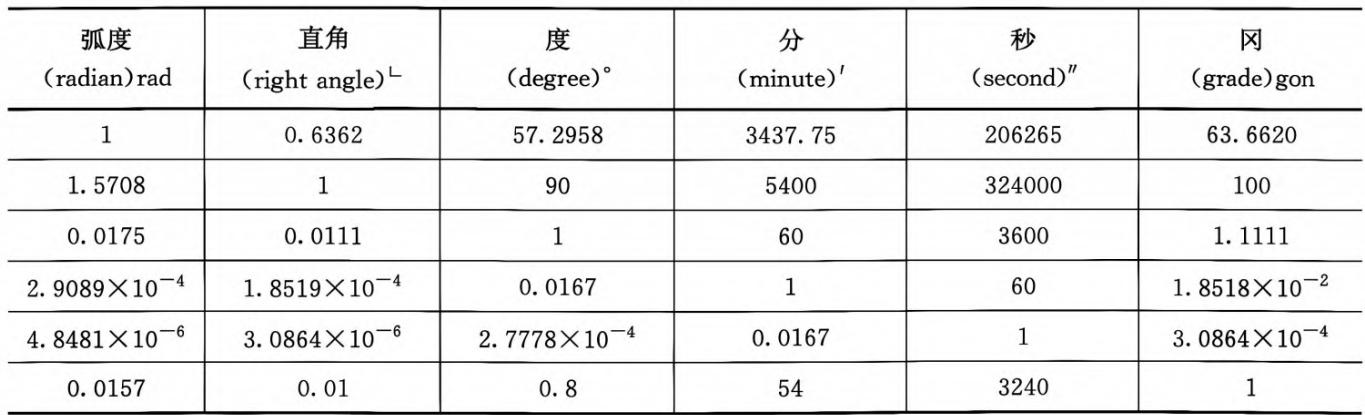 弧度 直角 度 分 秒 冈
(radian)rad (right angle)∟ (degree)° (minute)′ (second)″ (grade)gon
1 0.6362 57.2958 3437.75 206265 63.6620
1.5708 1 90 5400 324000 100
0.0175 0.0111 1 60 3600 1.1111
2.9089×10⁻⁴ 1.8519×10⁻⁴ 0.0167 1 60 1.8518×10⁻²
4.8481×10⁻⁶ 3.0864×10⁻⁶ 2.7778×10⁻⁴ 0.0167 1 3.0864×10⁻⁴
0.0157 0.01 0.8 54 3240 1